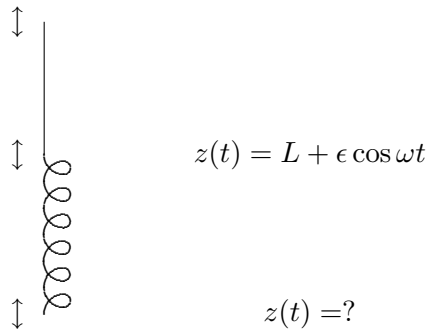 z(t) = L + ϵ cos ωt
z(t) =?